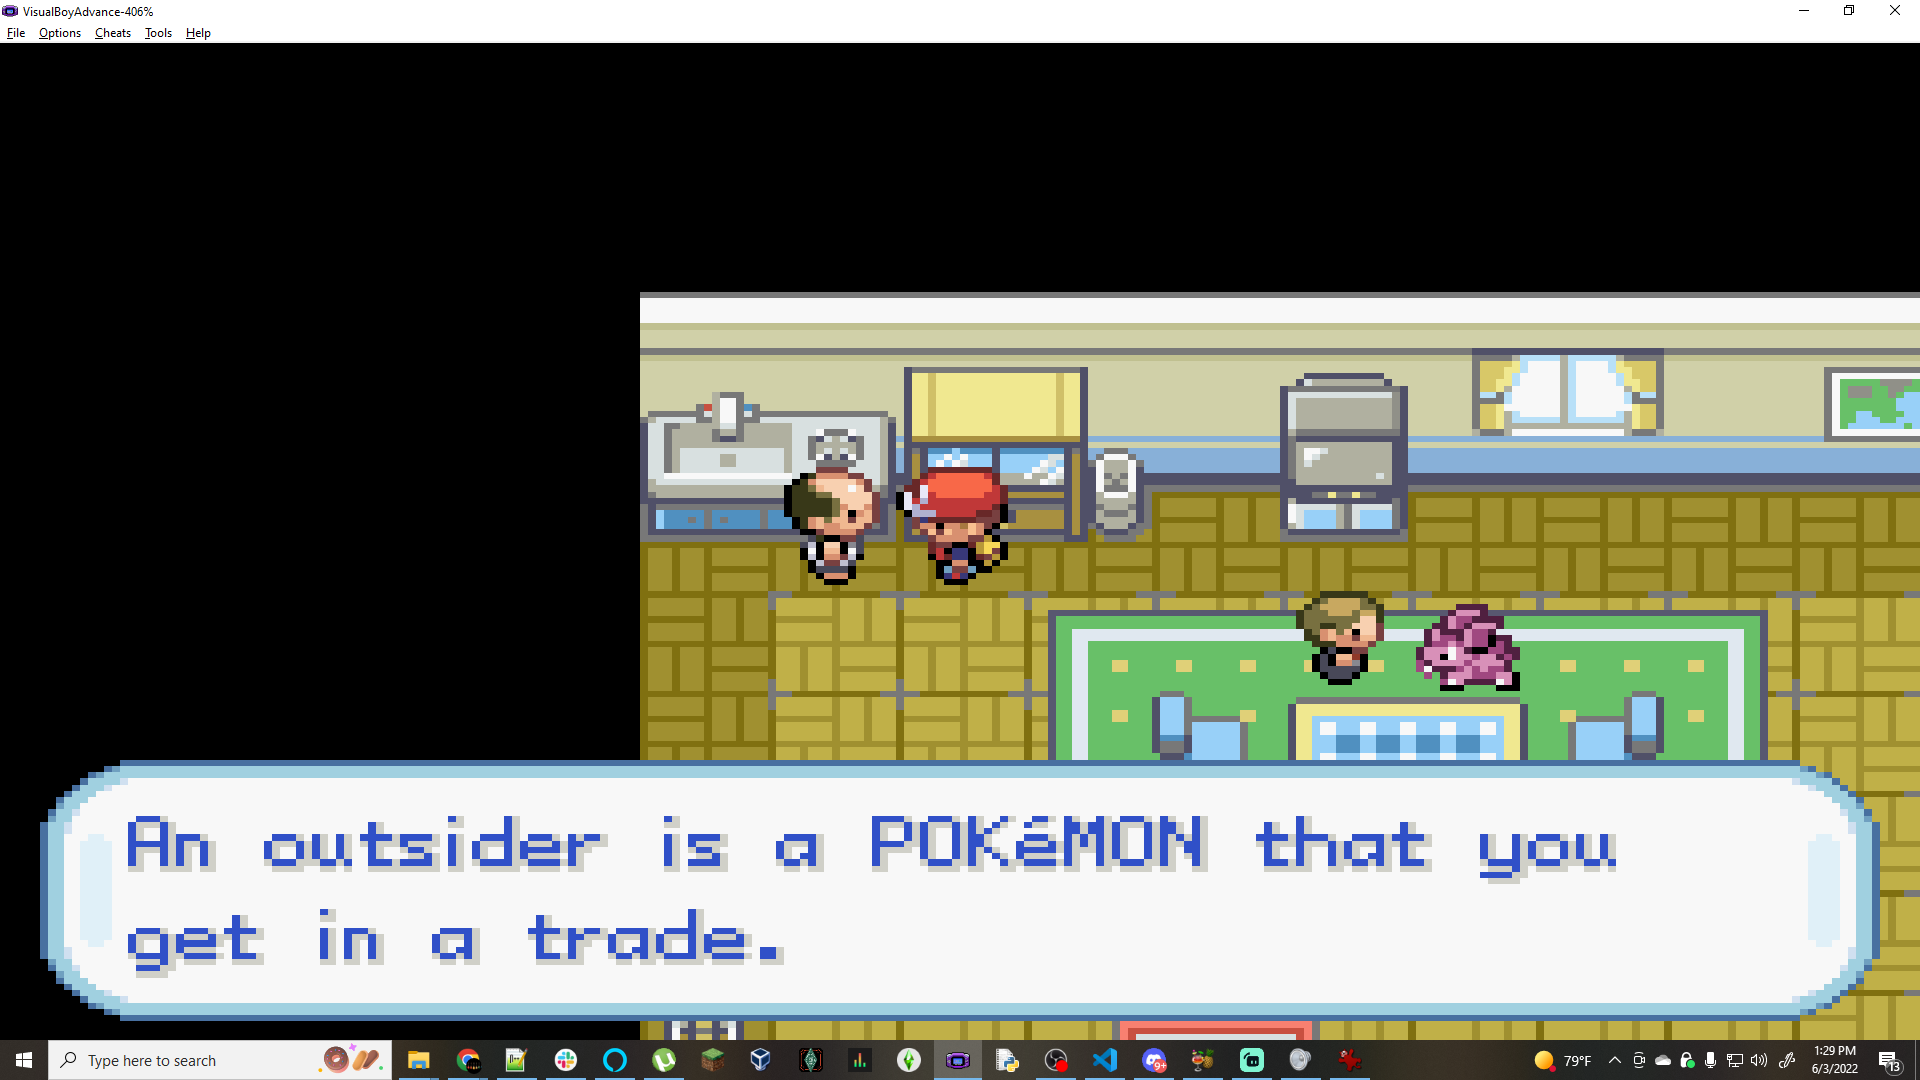 VisualBoyAdvance-406%
File Options Cheats Tools Help
An outsider is a POKéMON that you
get in a trade.
Type here to search
9+
79°F
1:29 PM
6/3/2022
13